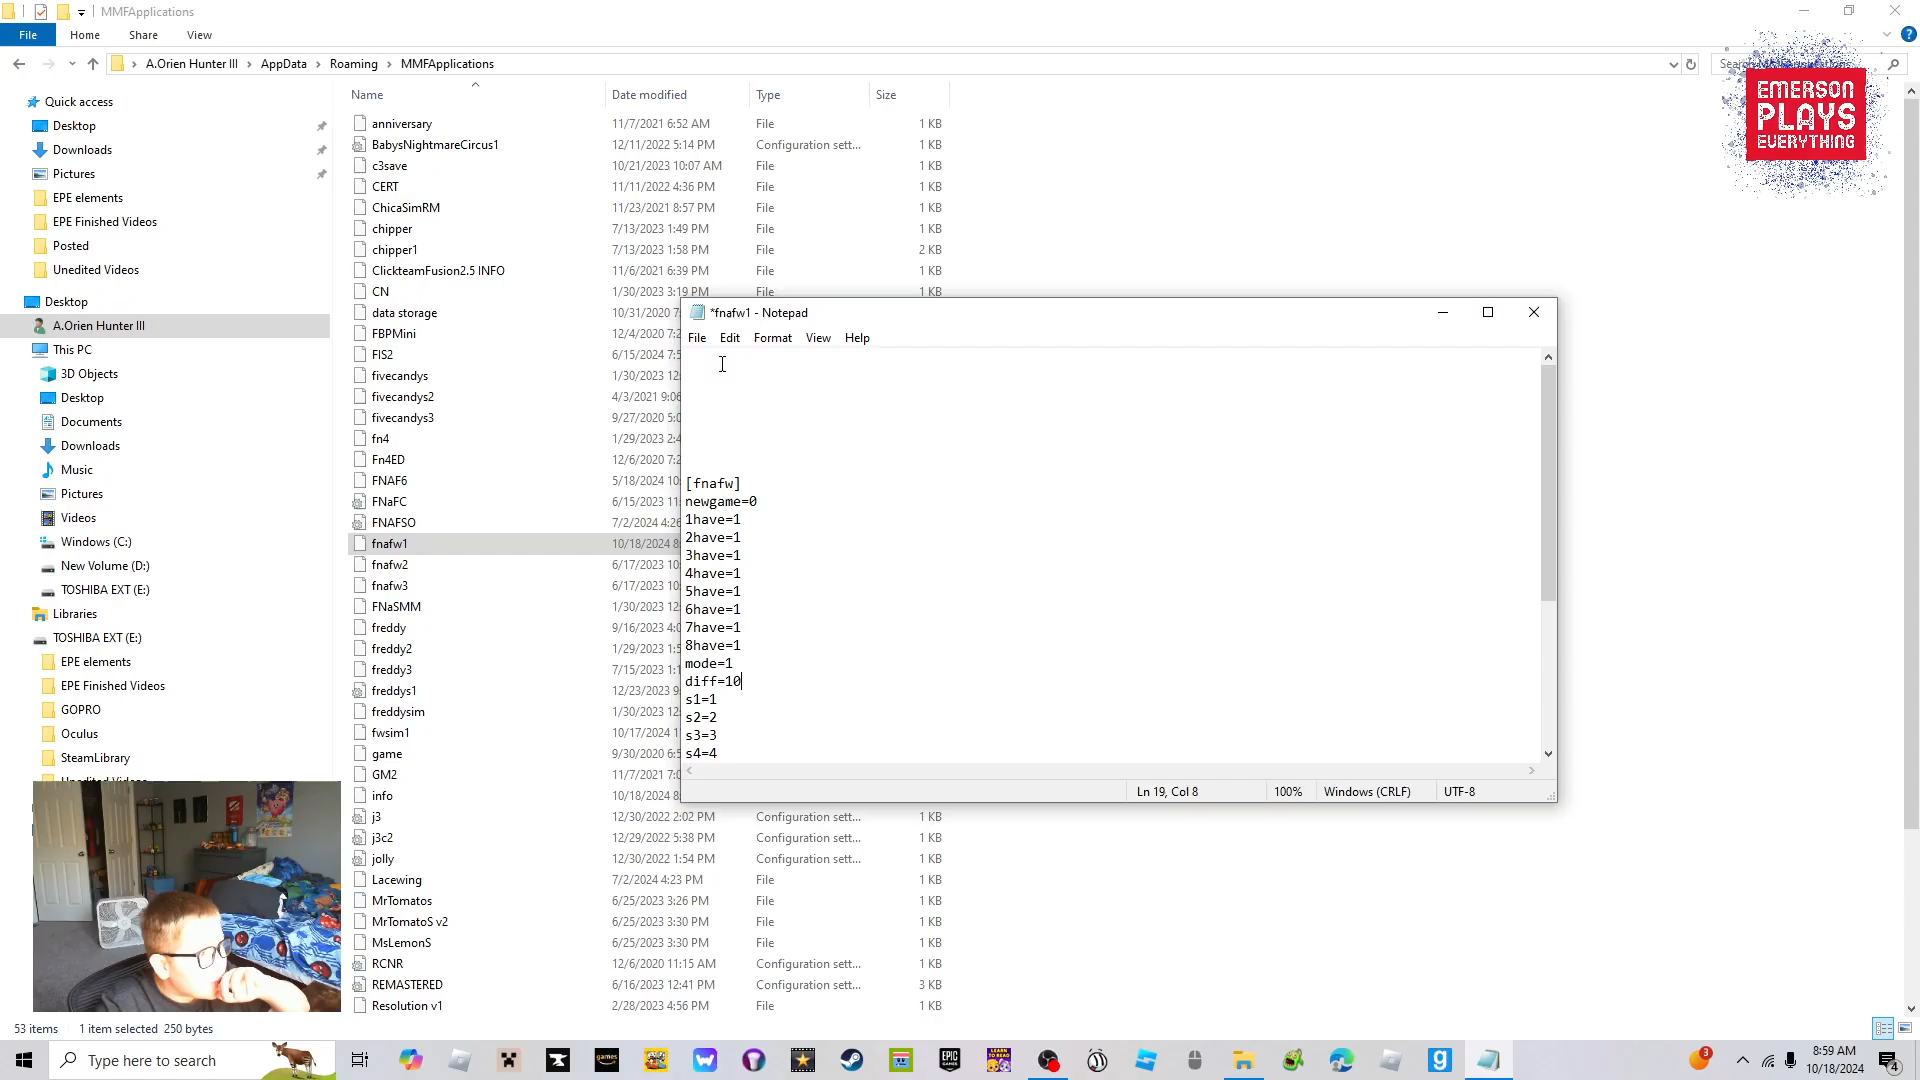 MMFApplications
File Home Share View
A.Orien Hunter III > AppData > Roaming > MMFApplications
EMERSON
PLAYS
EVERYTHING
Quick access
Desktop
Downloads
Pictures
EPE elements
EPE Finished Videos
Posted
Unedited Videos
Desktop
A.Orien Hunter III
This PC
3D Objects
Desktop
Documents
Downloads
Music
Pictures
Videos
Windows (C:)
New Volume (D:)
TOSHIBA EXT (E:)
Libraries
TOSHIBA EXT (E:)
EPE elements
EPE Finished Videos
GOPRO
Oculus
SteamLibrary
Unedited Videos
Name Date modified Type Size
anniversary 11/7/2021 6:52 AM File 1 KB
BabysNightmareCircus1 12/11/2022 5:14 PM Configuration sett... 1 KB
c3save 10/21/2023 10:07 AM File 1 KB
CERT 11/11/2022 4:36 PM File 1 KB
ChicaSimRM 11/23/2021 8:57 PM File 1 KB
chipper 7/13/2023 1:49 PM File 1 KB
chipper1 7/13/2023 1:58 PM File 2 KB
ClickteamFusion2.5 INFO 11/6/2021 6:39 PM File 1 KB
CN 1/30/2023 3:19 PM File 1 KB
data storage 10/31/2020 7:
FBPMini 12/4/2020 7:2
FIS2 6/15/2024 7:5
fivecandys 1/30/2023 12:
fivecandys2 4/3/2021 9:06
fivecandys3 9/27/2020 5:0
fn4 1/29/2023 2:4
Fn4ED 12/6/2020 7:2
FNAF6 5/18/2024 10:
FNaFC 6/15/2023 11:
FNAFSO 7/2/2024 4:26
fnafw1 10/18/2024 8:
fnafw2 6/17/2023 10:
fnafw3 6/17/2023 10:
FNaSMM 1/30/2023 12:
freddy 9/16/2023 4:0
freddy2 1/29/2023 1:5
freddy3 7/15/2023 1:1
freddys1 12/23/2023 9:
freddysim 1/30/2023 12:
fwsim1 10/17/2024 1
game 9/30/2020 6:5
GM2 11/7/2021 7:0
info 10/18/2024 8:
j3 12/30/2022 2:02 PM Configuration sett... 1 KB
j3c2 12/29/2022 5:38 PM Configuration sett... 1 KB
jolly 12/30/2022 1:54 PM Configuration sett... 1 KB
Lacewing 7/2/2024 4:23 PM File 1 KB
MrTomatos 6/25/2023 3:26 PM File 1 KB
MrTomatoS v2 6/25/2023 3:30 PM File 1 KB
MsLemonS 6/25/2023 3:30 PM File 1 KB
RCNR 12/6/2020 11:15 AM Configuration sett... 1 KB
REMASTERED 6/16/2023 12:41 PM Configuration sett... 3 KB
Resolution v1 2/28/2023 4:56 PM File 1 KB
*fnafw1 - Notepad
File Edit Format View Help
[fnafw]
newgame=0
1have=1
2have=1
3have=1
4have=1
5have=1
6have=1
7have=1
8have=1
mode=1
diff=10
s1=1
s2=2
s3=3
s4=4
Ln 19, Col 8 100% Windows (CRLF) UTF-8
53 items 1 item selected 250 bytes
Type here to search
8:59 AM
10/18/2024